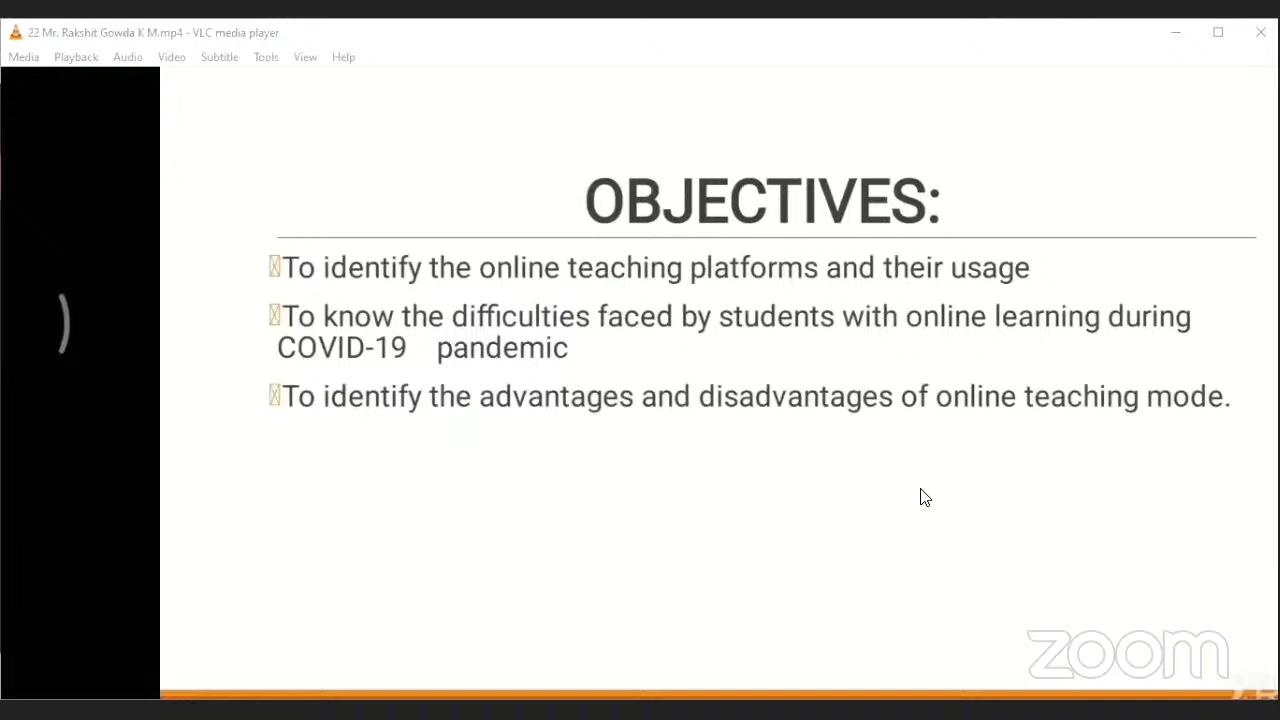 22 Mr. Rakshit Gowda K M.mp4 - VLC media player
Media Playback Audio Video Subtitle Tools View Help
OBJECTIVES:
To identify the online teaching platforms and their usage
To know the difficulties faced by students with online learning during
COVID-19 pandemic
To identify the advantages and disadvantages of online teaching mode.
zoom